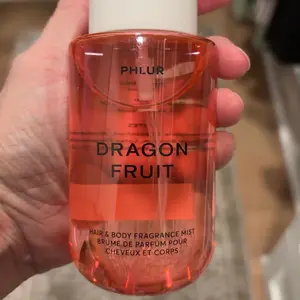 PHLUR
DRAGON
FRUIT
HAIR & BODY FRAGRANCE MIST
BRUME DE PARFUM POUR
CHEVEUX ET CORPS